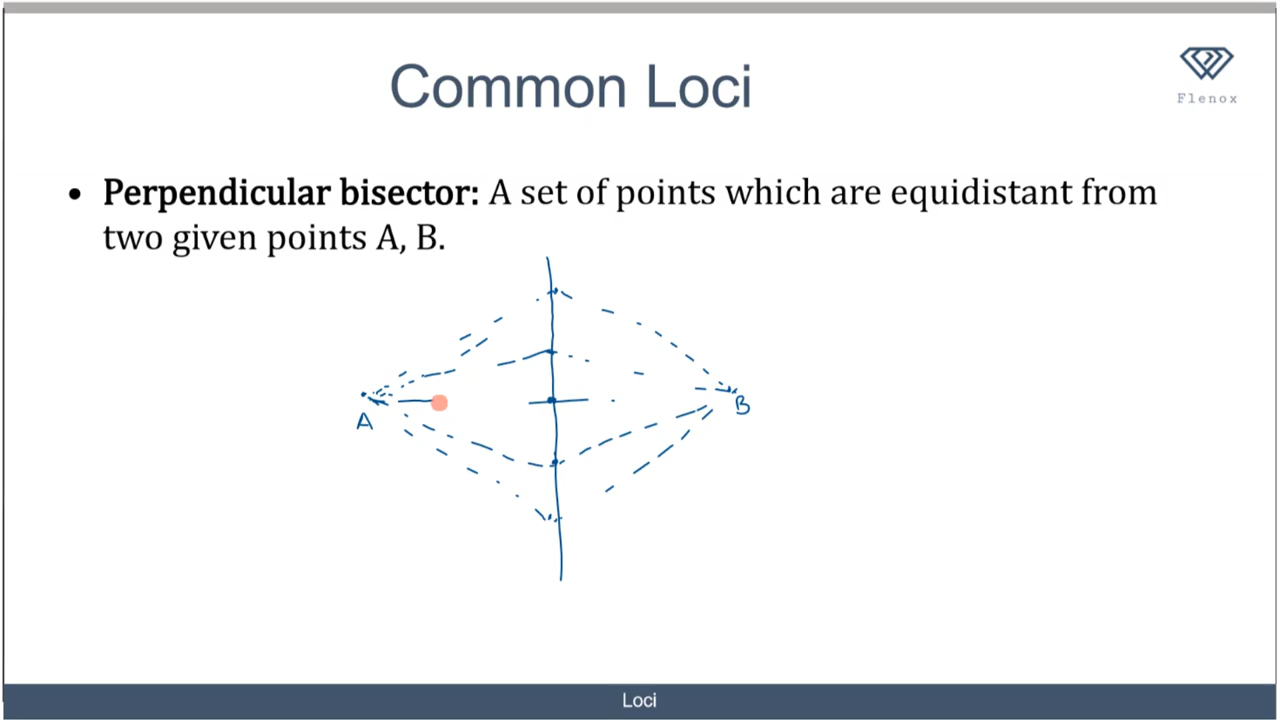 Common Loci
Flenox
• Perpendicular bisector: A set of points which are equidistant from
two given points A, B.
A
B
Loci